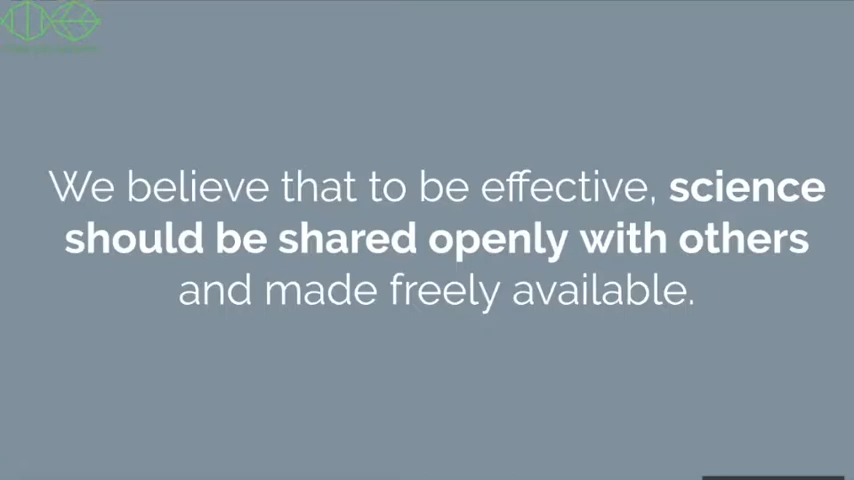 We believe that to be effective, science
should be shared openly with others
and made freely available.